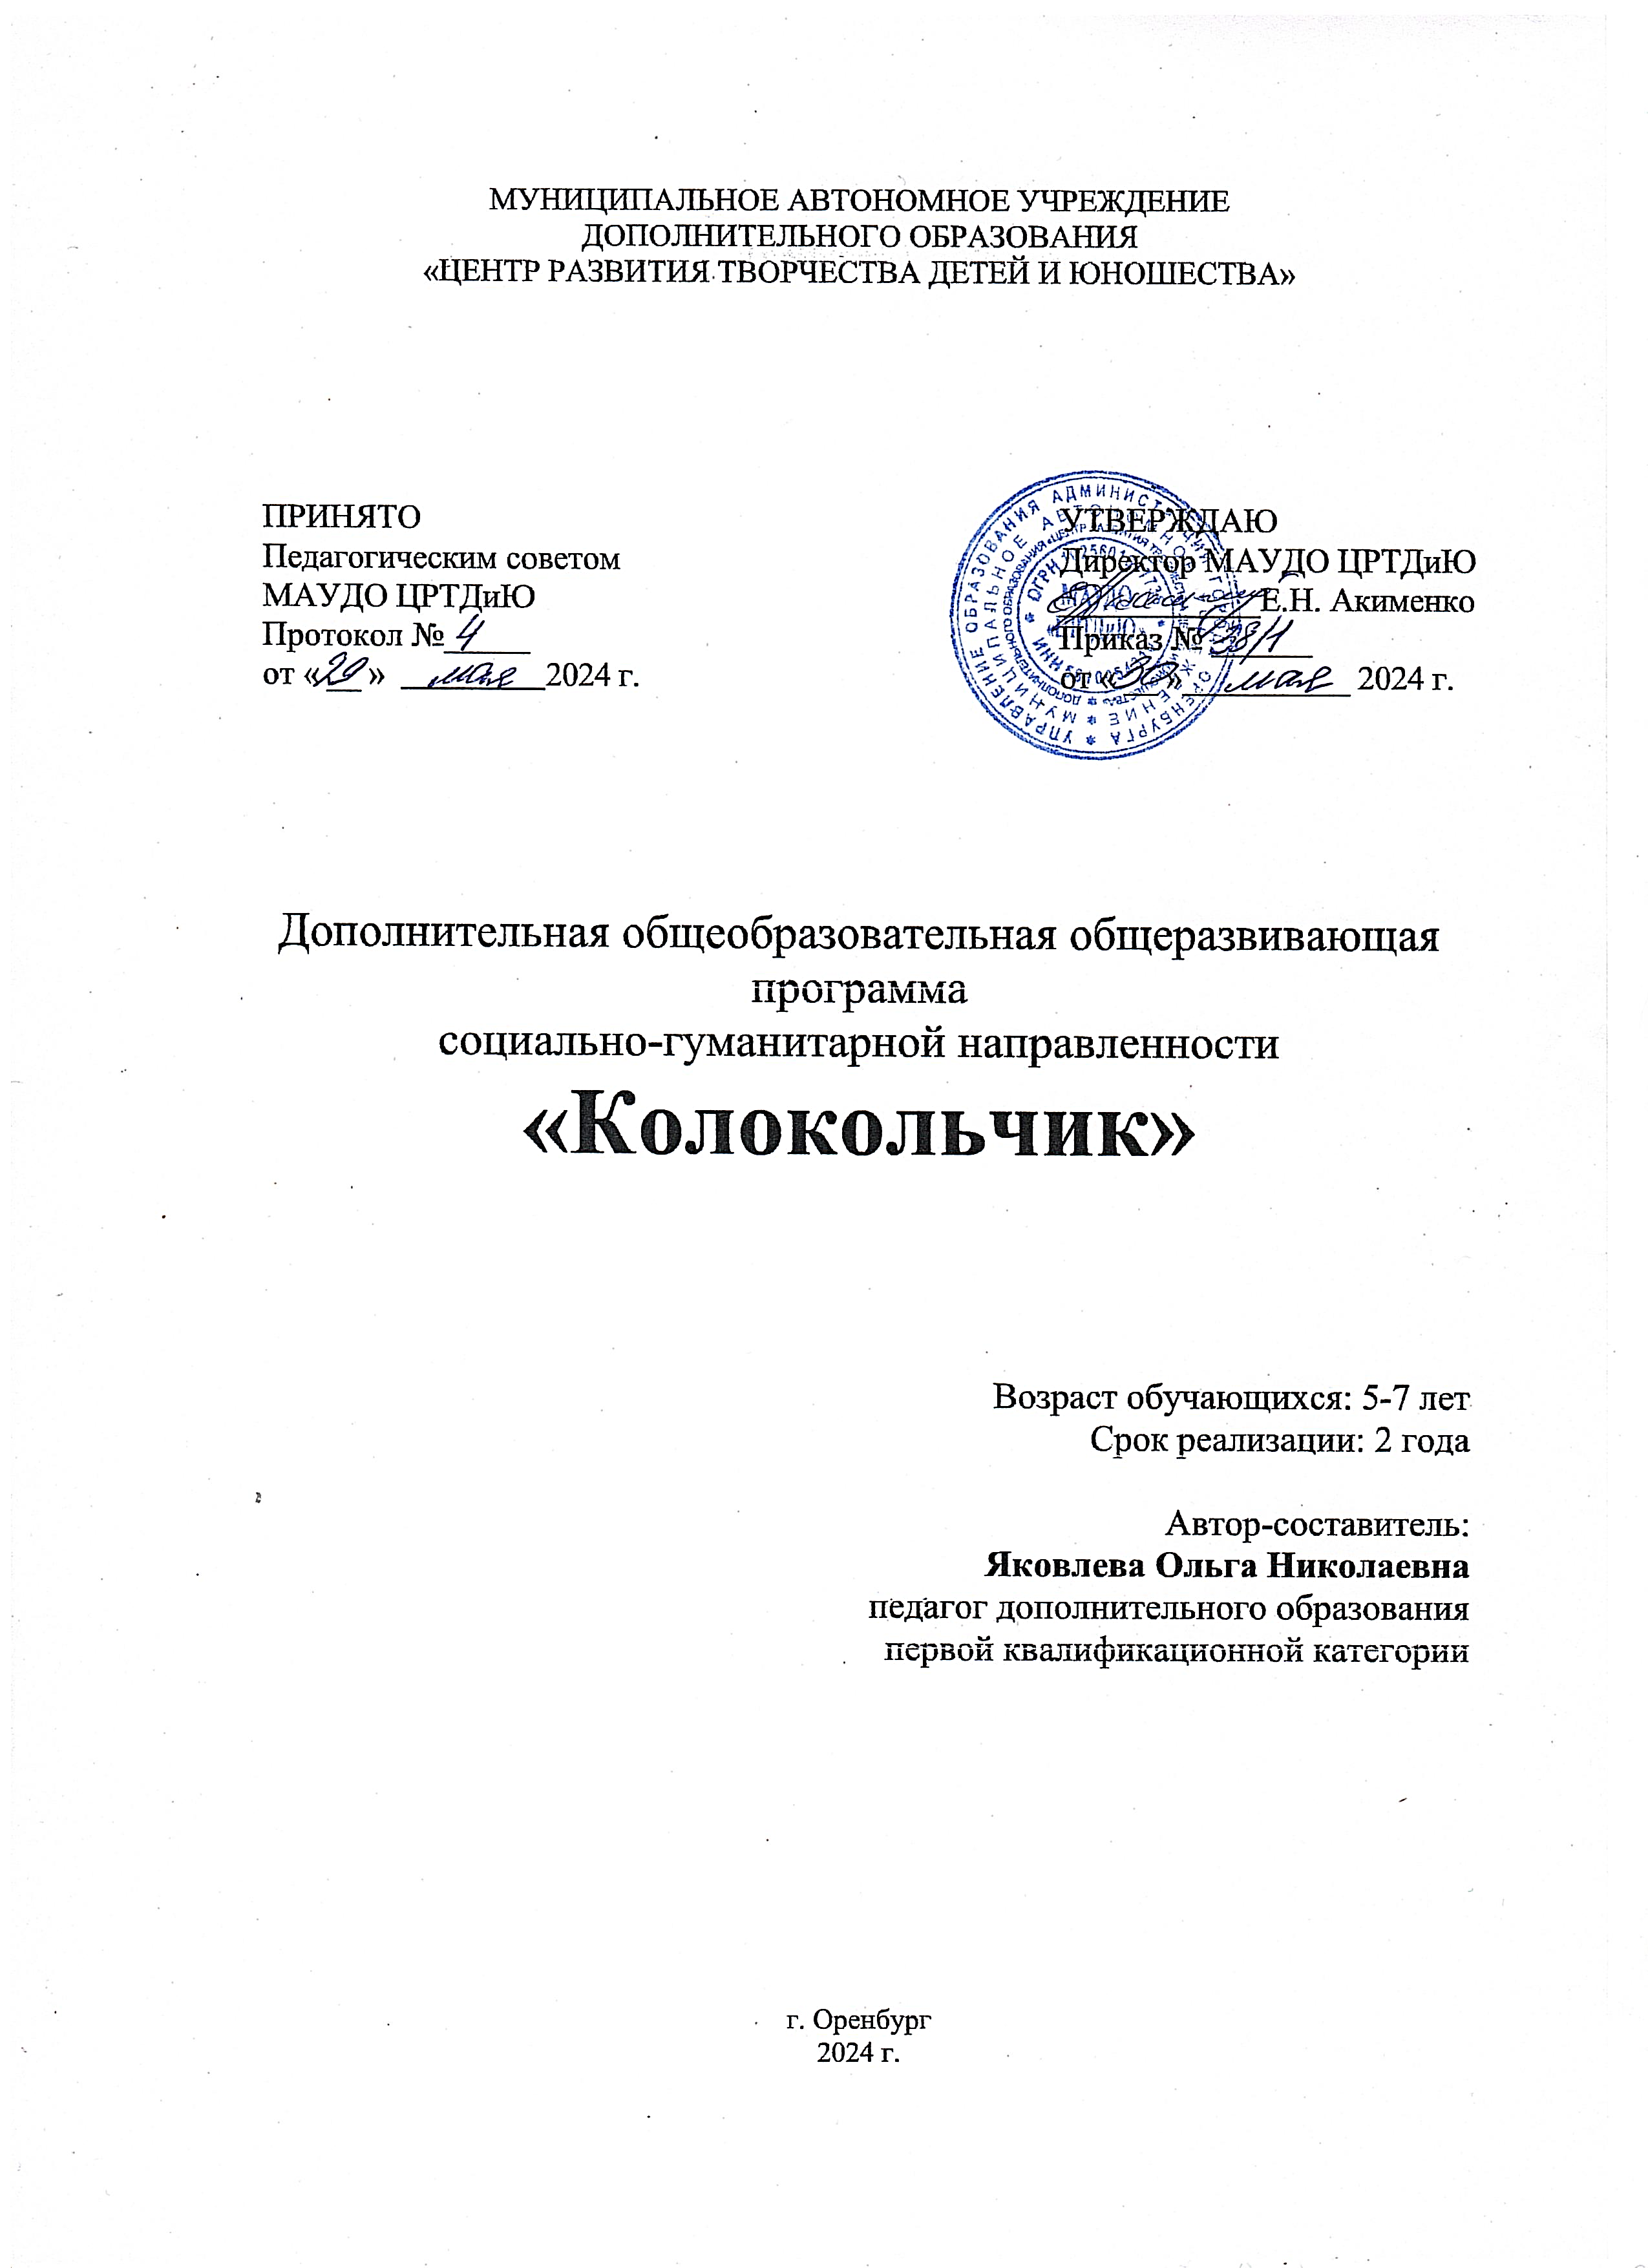 МУНИЦИПАЛЬНОЕ АВТОНОМНОЕ УЧРЕЖДЕНИЕ
ДОПОЛНИТЕЛЬНОГО ОБРАЗОВАНИЯ
«ЦЕНТР РАЗВИТИЯ ТВОРЧЕСТВА ДЕТЕЙ И ЮНОШЕСТВА»
ПРИНЯТО
Педагогическим советом
МАУДО ЦРТДиЮ
Протокол № 4
от «29» мая 2024 г.
УТВЕРЖДАЮ
Директор МАУДО ЦРТДиЮ
Е.Н. Акименко
Приказ №
от «30» мая 2024 г.
Дополнительная общеобразовательная общеразвивающая
программа
социально-гуманитарной направленности
«Колокольчик»
Возраст обучающихся: 5-7 лет
Срок реализации: 2 года
Автор-составитель:
Яковлева Ольга Николаевна
педагог дополнительного образования
первой квалификационной категории
г. Оренбург
2024 г.